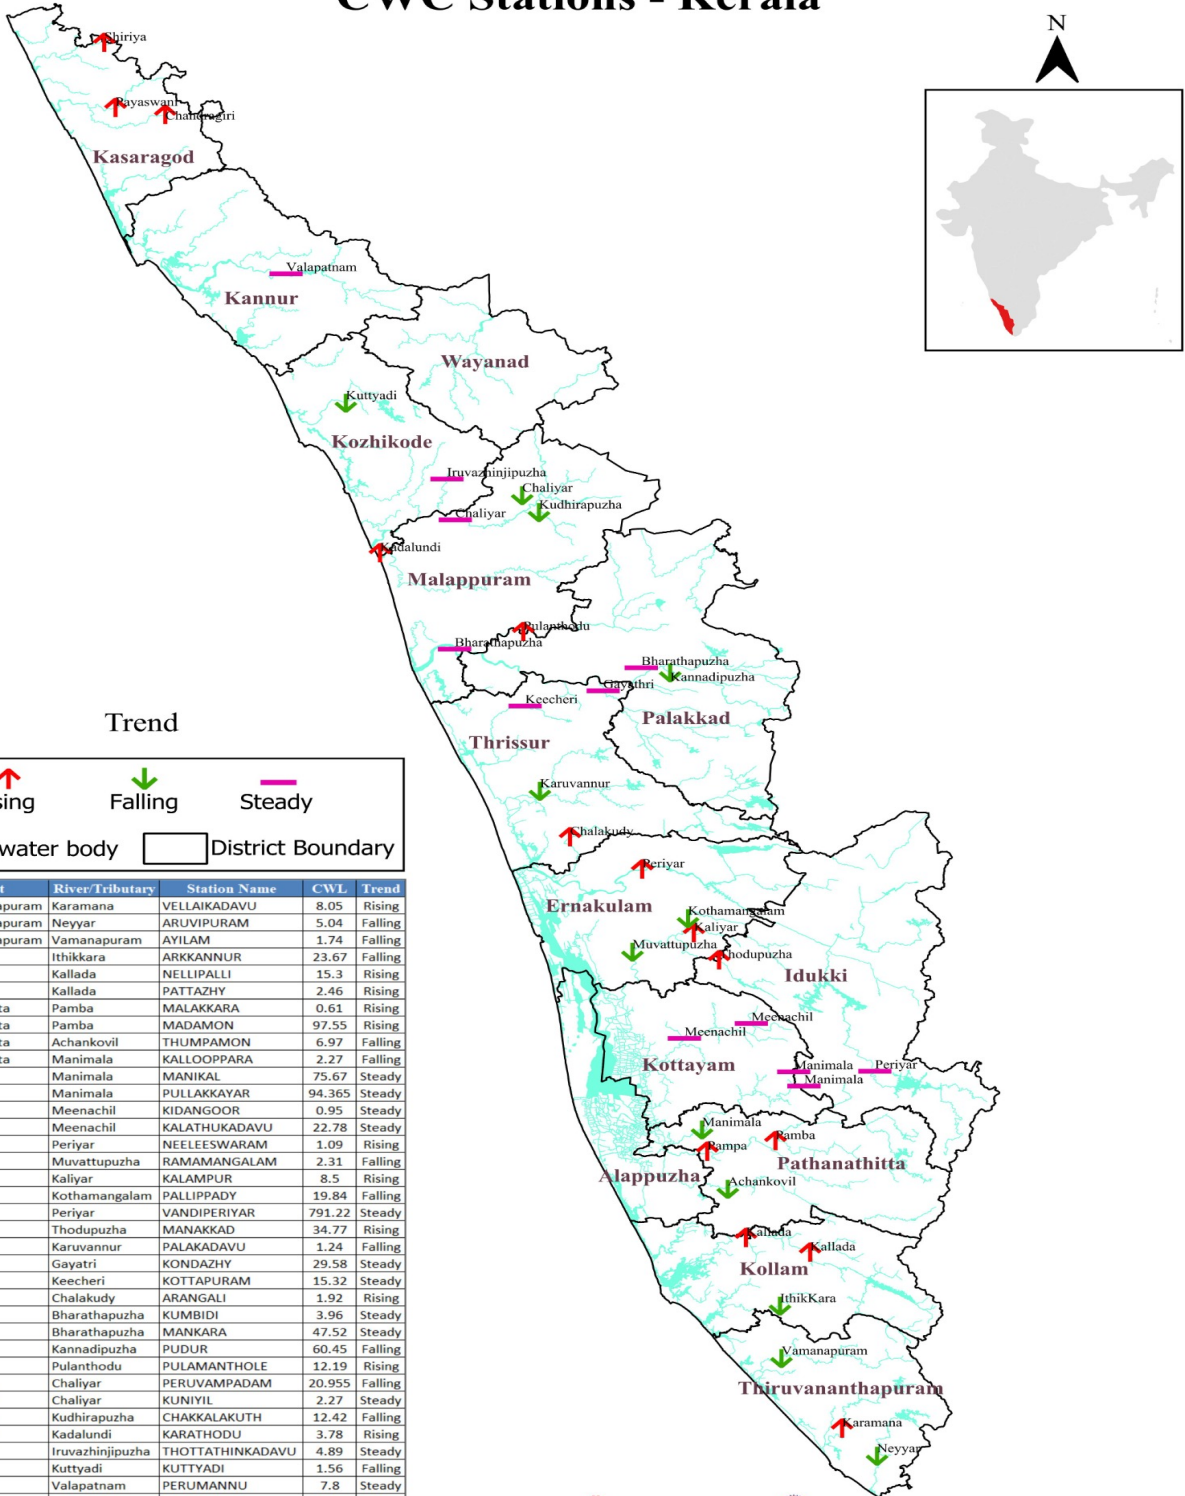 CWC Stations - Kerala
N
Shiriya
Payaswani
Chandragiri
Kasaragod
Valapatnam
Kannur
Wayanad
Kuttyadi
Kozhikode
Iruvazhinjipuzha
Chaliyar
Kudhirapuzha
Chaliyar
Kadalundi
Malappuram
Pulanthodu
Bharathapuzha
Bharathapuzha
Kannadipuzha
Gayathri
Keecheri
Palakkad
Thrissur
Karuvannur
Chalakudy
Periyar
Ernakulam
Kothamangalam
Kaliyar
Muvattupuzha
Thodupuzha
Idukki
Meenachil
Meenachil
Kottayam
Manimala
Periyar
Manimala
Manimala
Pampa
Pamba
Pathanathitta
Alappuzha
Achankovil
Kallada
Kallada
Kollam
IthikKara
Vamanapuram
Thiruvananthapuram
Karamana
Neyyar
Trend
sing Falling Steady
water body District Boundary
t River/Tributary Station Name CWL Trend
apuram Karamana VELLAIKADAVU 8.05 Rising
apuram Neyyar ARUVIPURAM 5.04 Falling
apuram Vamanapuram AYILAM 1.74 Falling
Ithikkara ARKKANNUR 23.67 Falling
Kallada NELLIPALLI 15.3 Rising
Kallada PATTAZHY 2.46 Rising
ta Pamba MALAKKARA 0.61 Rising
ta Pamba MADAMON 97.55 Rising
ta Achankovil THUMPAMON 6.97 Falling
ta Manimala KALLOOPPARA 2.27 Falling
Manimala MANIKAL 75.67 Steady
Manimala PULLAKKAYAR 94.365 Steady
Meenachil KIDANGOOR 0.95 Steady
Meenachil KALATHUKADAVU 22.78 Steady
Periyar NEELEESWARAM 1.09 Rising
Muvattupuzha RAMAMANGALAM 2.31 Falling
Kaliyar KALAMPUR 8.5 Rising
Kothamangalam PALLIPPADY 19.84 Falling
Periyar VANDIPERIYAR 791.22 Steady
Thodupuzha MANAKKAD 34.77 Rising
Karuvannur PALAKADAVU 1.24 Falling
Gayatri KONDAZHY 29.58 Steady
Keecheri KOTTAPURAM 15.32 Steady
Chalakudy ARANGALI 1.92 Rising
Bharathapuzha KUMBIDI 3.96 Steady
Bharathapuzha MANKARA 47.52 Steady
Kannadipuzha PUDUR 60.45 Falling
Pulanthodu PULAMANTHOLE 12.19 Rising
Chaliyar PERUVAMPADAM 20.955 Falling
Chaliyar KUNIYIL 2.27 Steady
Kudhirapuzha CHAKKALAKUTH 12.42 Falling
Kadalundi KARATHODU 3.78 Rising
Iruvazhinjipuzha THOTTATHINKADAVU 4.89 Steady
Kuttyadi KUTTYADI 1.56 Falling
Valapatnam PERUMANNU 7.8 Steady